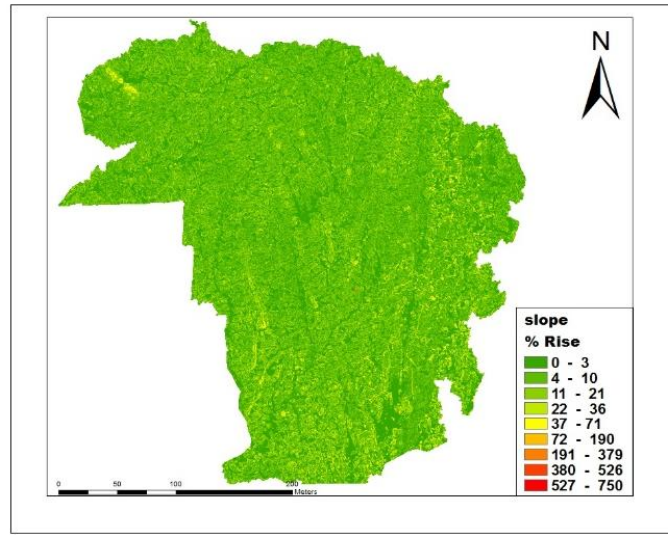 N
slope
% Rise
0 - 3
4 - 10
11 - 21
22 - 36
37 - 71
72 - 190
191 - 379
380 - 526
527 - 750
0 50 100 200
Meters